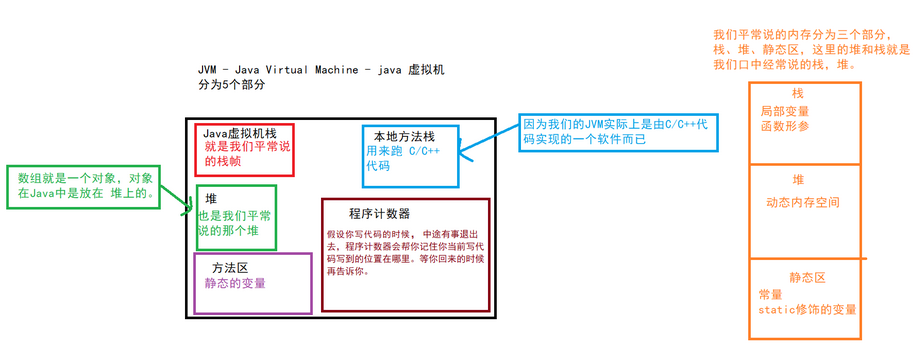 我们平常说的内存分为三个部分，
栈、堆、静态区，这里的堆和栈就是
我们口中经常说的栈，堆。
JVM - Java Virtual Machine - java 虚拟机
分为5个部分
Java虚拟机栈
就是我们平常说
的栈帧
本地方法栈
用来跑 C/C++
代码
因为我们的JVM实际上是由C/C++代
码实现的一个软件而已
数组就是一个对象，对象
在Java中是放在 堆上的。
堆
也是我们平常
说的那个堆
程序计数器
假设你写代码的时候， 中途有事退出
去，程序计数器会帮你记住你当前写代
码写到的位置在哪里。等你回来的时候
再告诉你。
方法区
静态的变量
栈
局部变量
函数形参
堆
动态内存空间
静态区
常量
static修饰的变量